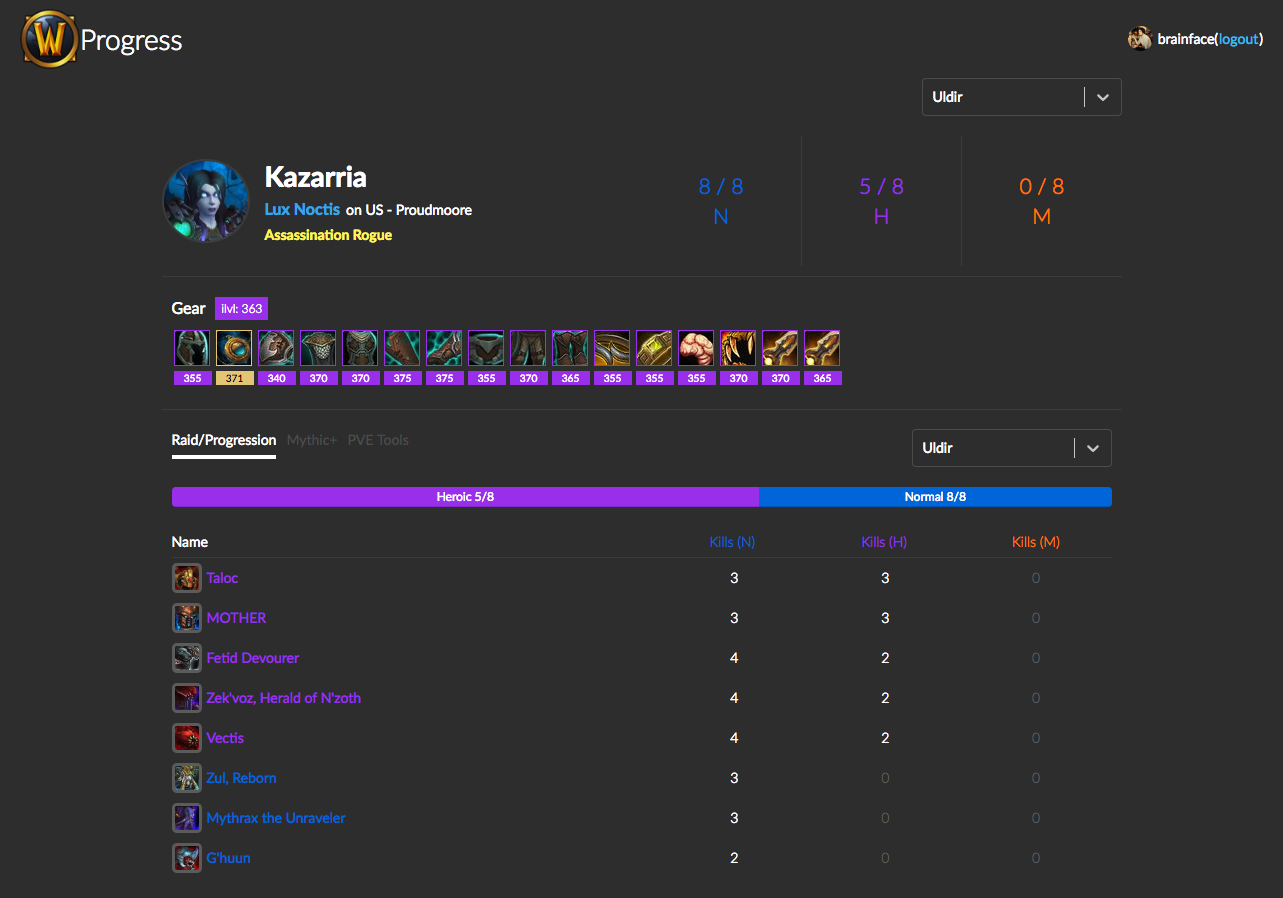 W Progress
brainface(logout)
Uldir
Kazarria
Lux Noctis on US - Proudmoore
Assassination Rogue
8 / 8
N
5 / 8
H
0 / 8
M
Gear ilvl: 363
355 371 340 370 370 375 375 355 370 365 355 355 355 370 370 365
Raid/Progression Mythic+ PVE Tools
Uldir
Heroic 5/8 Normal 8/8
Name Kills (N) Kills (H) Kills (M)
Taloc 3 3 0
MOTHER 3 3 0
Fetid Devourer 4 2 0
Zek'voz, Herald of N'zoth 4 2 0
Vectis 4 2 0
Zul, Reborn 3 0 0
Mythrax the Unraveler 3 0 0
G'huun 2 0 0